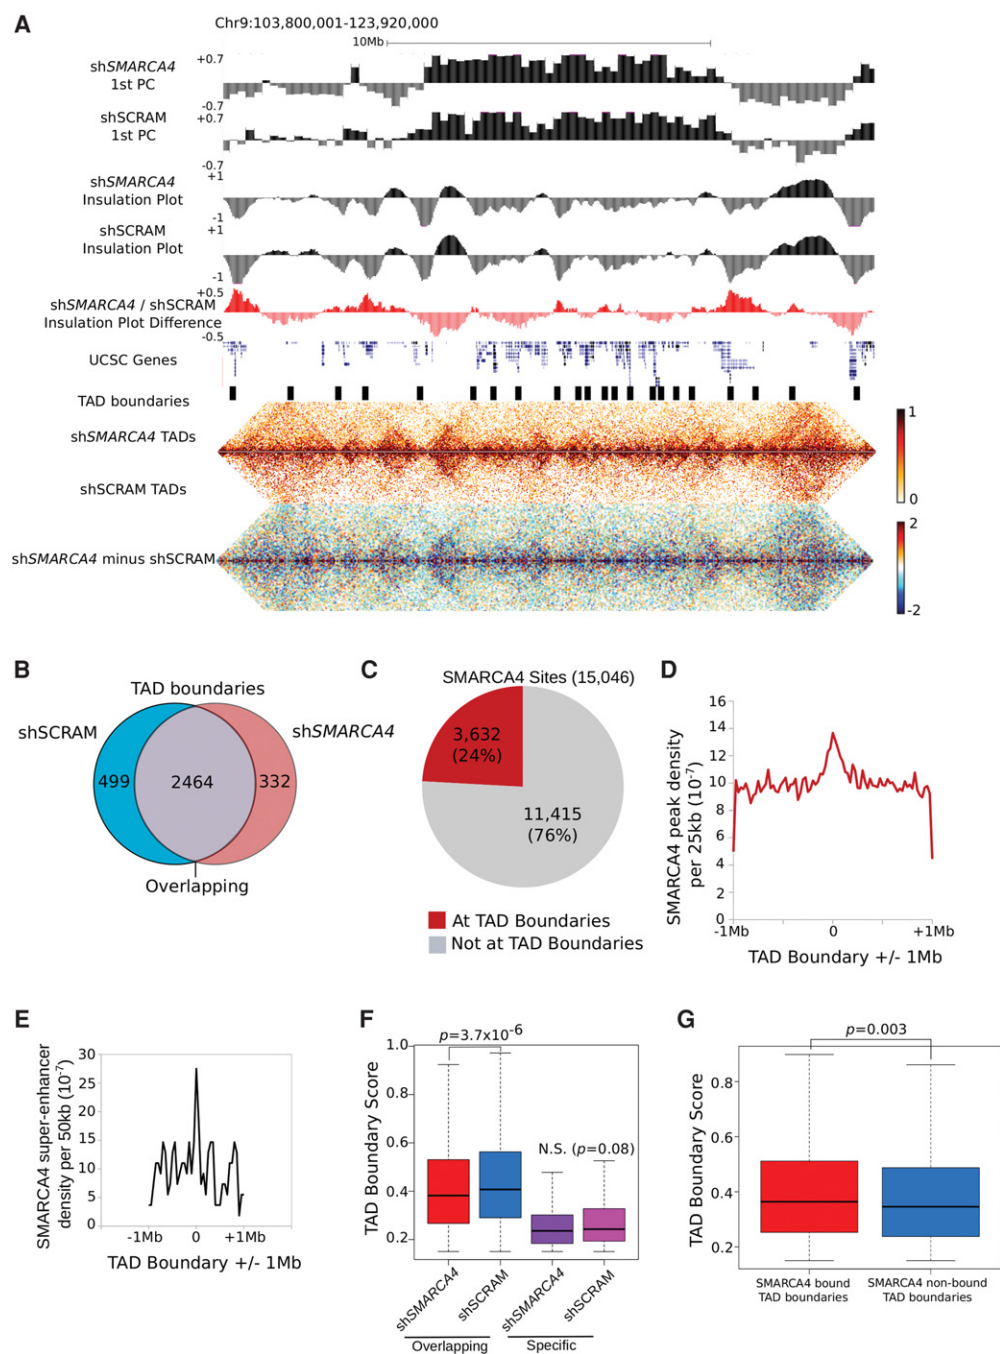 A
Chr9:103,800,001-123,920,000
10Mb
shSMARCA4
1st PC
+0.7
-0.7
shSCRAM
1st PC
+0.7
-0.7
shSMARCA4
Insulation Plot
+1
-1
shSCRAM
Insulation Plot
+1
-1
shSMARCA4 / shSCRAM
Insulation Plot Difference
+0.5
-0.5
UCSC Genes
TAD boundaries
shSMARCA4 TADs
shSCRAM TADs
1
0
shSMARCA4 minus shSCRAM
2
-2
B
TAD boundaries
shSCRAM
shSMARCA4
499
2464
332
Overlapping
C
SMARCA4 Sites (15,046)
3,632
(24%)
11,415
(76%)
At TAD Boundaries
Not at TAD Boundaries
D
SMARCA4 peak density
per 25kb (10-7)
16
14
12
10
8
6
4
2
0
-1Mb
0
+1Mb
TAD Boundary +/- 1Mb
E
SMARCA4 super-enhancer
density per 50kb (10-7)
30
25
20
15
10
5
0
-1Mb
0
+1Mb
TAD Boundary +/- 1Mb
F
p=3.7x10-6
TAD Boundary Score
1.0
0.8
0.6
0.4
0.2
N.S. (p=0.08)
shSMARCA4
shSCRAM
shSMARCA4
shSCRAM
Overlapping
Specific
G
p=0.003
TAD Boundary Score
0.8
0.6
0.4
0.2
SMARCA4 bound
TAD boundaries
SMARCA4 non-bound
TAD boundaries